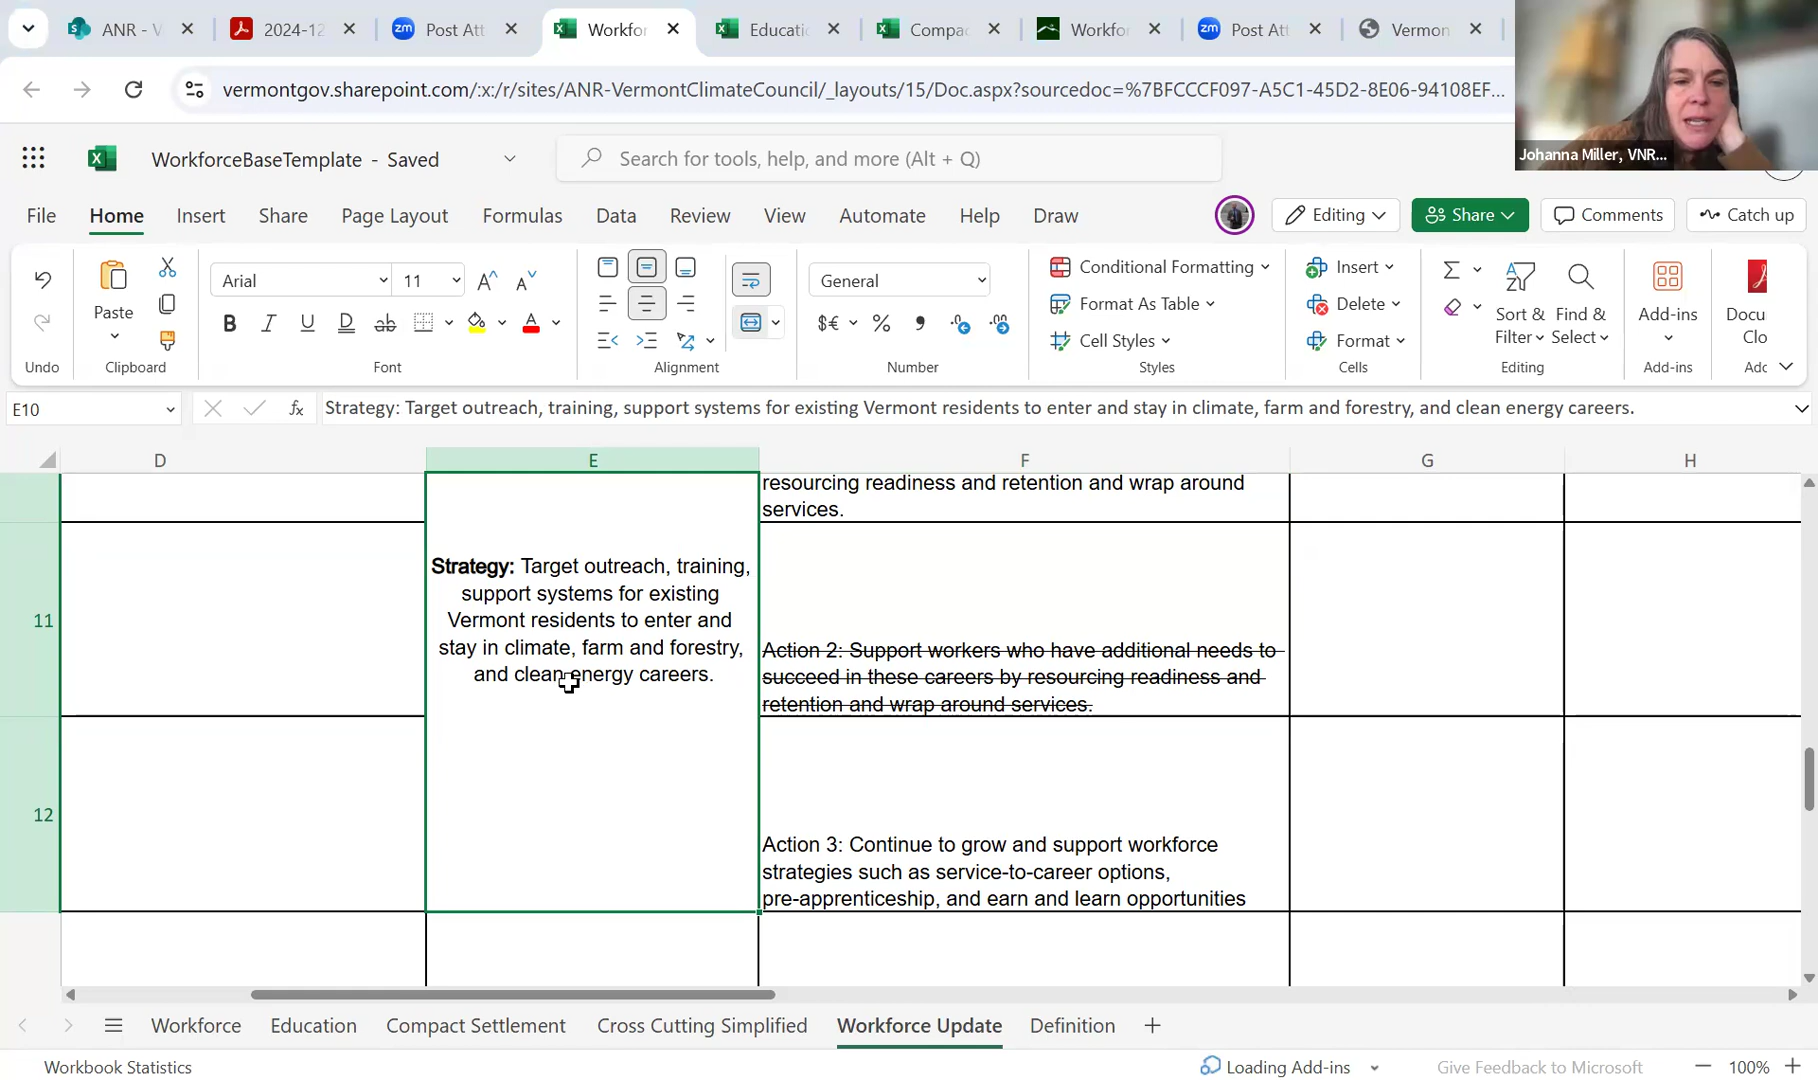 ANR - V
2024-12
Post Att
Workfor
Educatio
Compac
Workfor
Post Att
Vermon
vermontgov.sharepoint.com/:x:/r/sites/ANR-VermontClimateCouncil/_layouts/15/Doc.aspx?sourcedoc=%7BFCCCF097-A5C1-45D2-8E06-94108EF...
Johanna Miller, VNR...
WorkforceBaseTemplate - Saved
Search for tools, help, and more (Alt + Q)
File Home Insert Share Page Layout Formulas Data Review View Automate Help Draw
Editing Share Comments Catch up
Arial 11
General
Conditional Formatting
Insert
Paste
Format As Table
Delete
Sort & Filter
Find & Select
Add-ins
Docu
Clo
Cell Styles
Format
Undo Clipboard Font Alignment Number Styles Cells Editing Add-ins Adc
E10
Strategy: Target outreach, training, support systems for existing Vermont residents to enter and stay in climate, farm and forestry, and clean energy careers.
D E F G H
resourcing readiness and retention and wrap around
services.
11
Strategy: Target outreach, training,
support systems for existing
Vermont residents to enter and
stay in climate, farm and forestry,
and clean energy careers.
Action 2: Support workers who have additional needs to
succeed in these careers by resourcing readiness and
retention and wrap around services.
12
Action 3: Continue to grow and support workforce
strategies such as service-to-career options,
pre-apprenticeship, and earn and learn opportunities
Workforce Education Compact Settlement Cross Cutting Simplified Workforce Update Definition
Workbook Statistics
Loading Add-ins
Give Feedback to Microsoft
100%